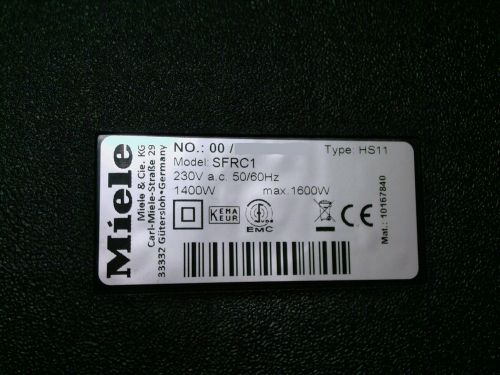 Miele
Miele & Cie. KG
Carl-Miele-Straße 29
33332 Gütersloh•Germany
NO.: 00 /
Type: HS11
Model: SFRC1
230V a.c. 50/60Hz
1400W max.1600W
KEMA
KEUR
EMC
CE
Mat.: 10167840